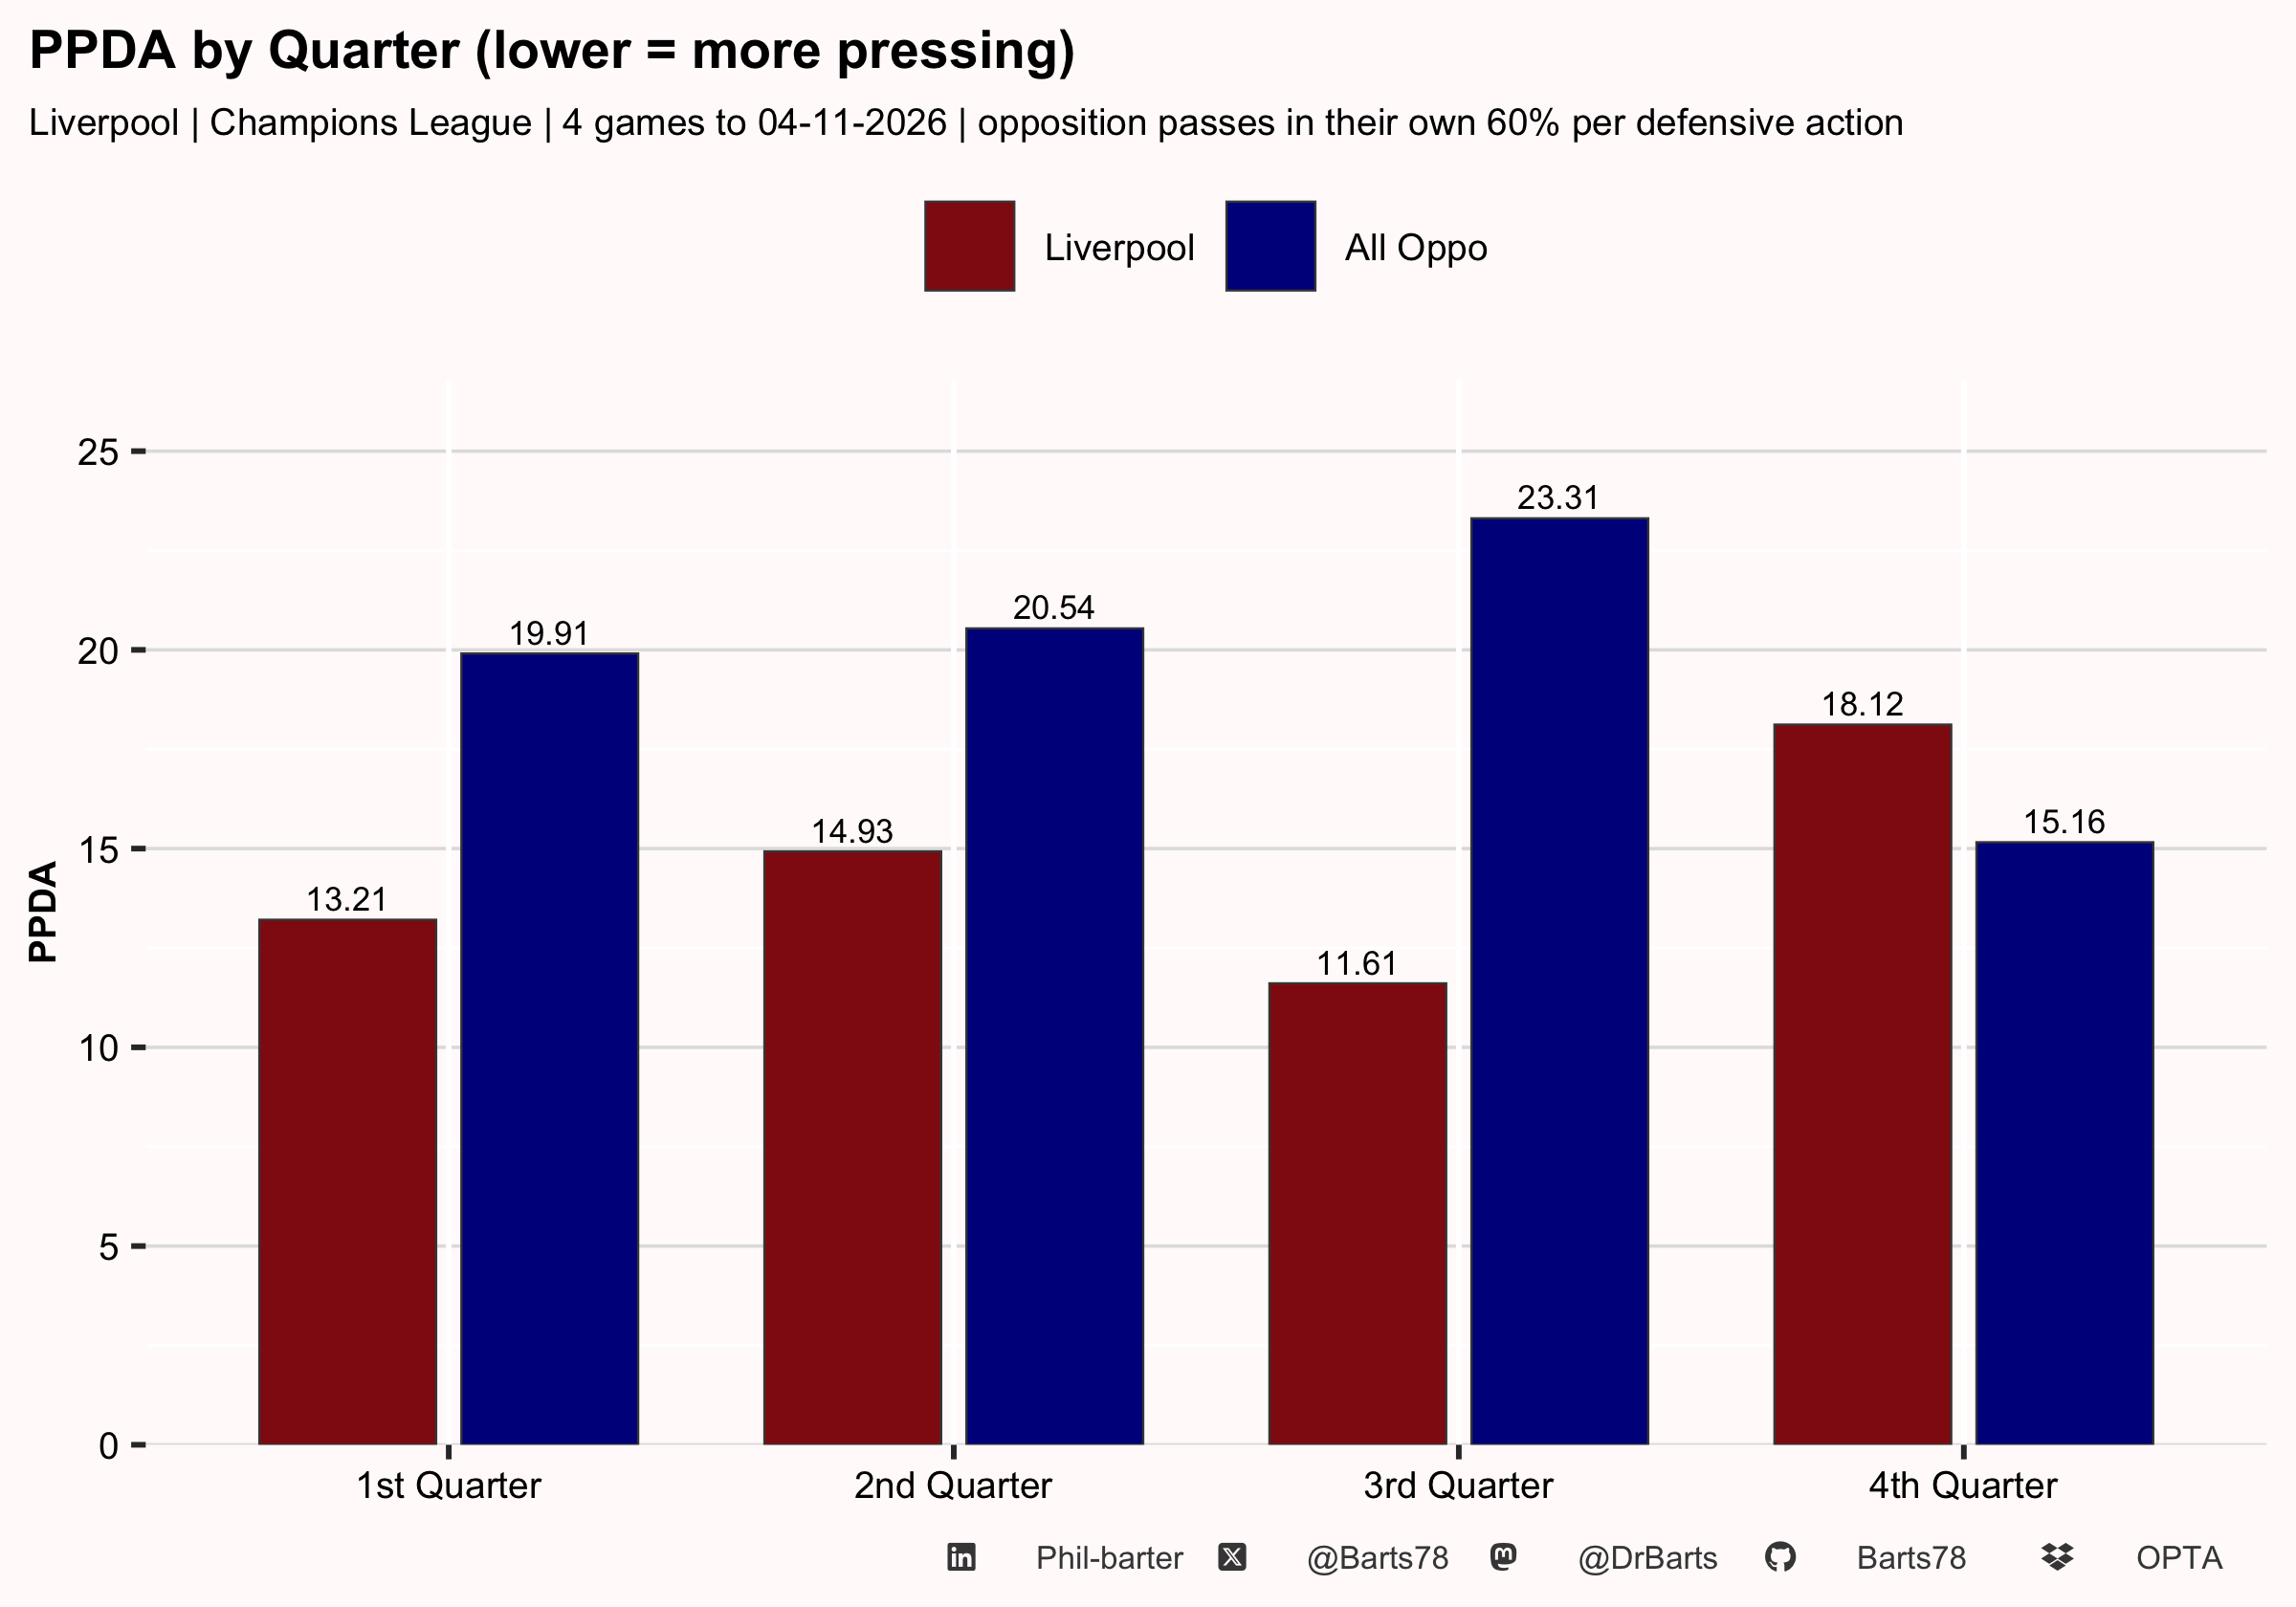 PPDA by Quarter (lower = more pressing)
Liverpool | Champions League | 4 games to 04-11-2026 | opposition passes in their own 60% per defensive action
Liverpool All Oppo
25
20
15
10
5
0
PPDA
13.21 19.91
14.93 20.54
11.61 23.31
18.12 15.16
1st Quarter 2nd Quarter 3rd Quarter 4th Quarter
Phil-barter @Barts78 @DrBarts Barts78 OPTA